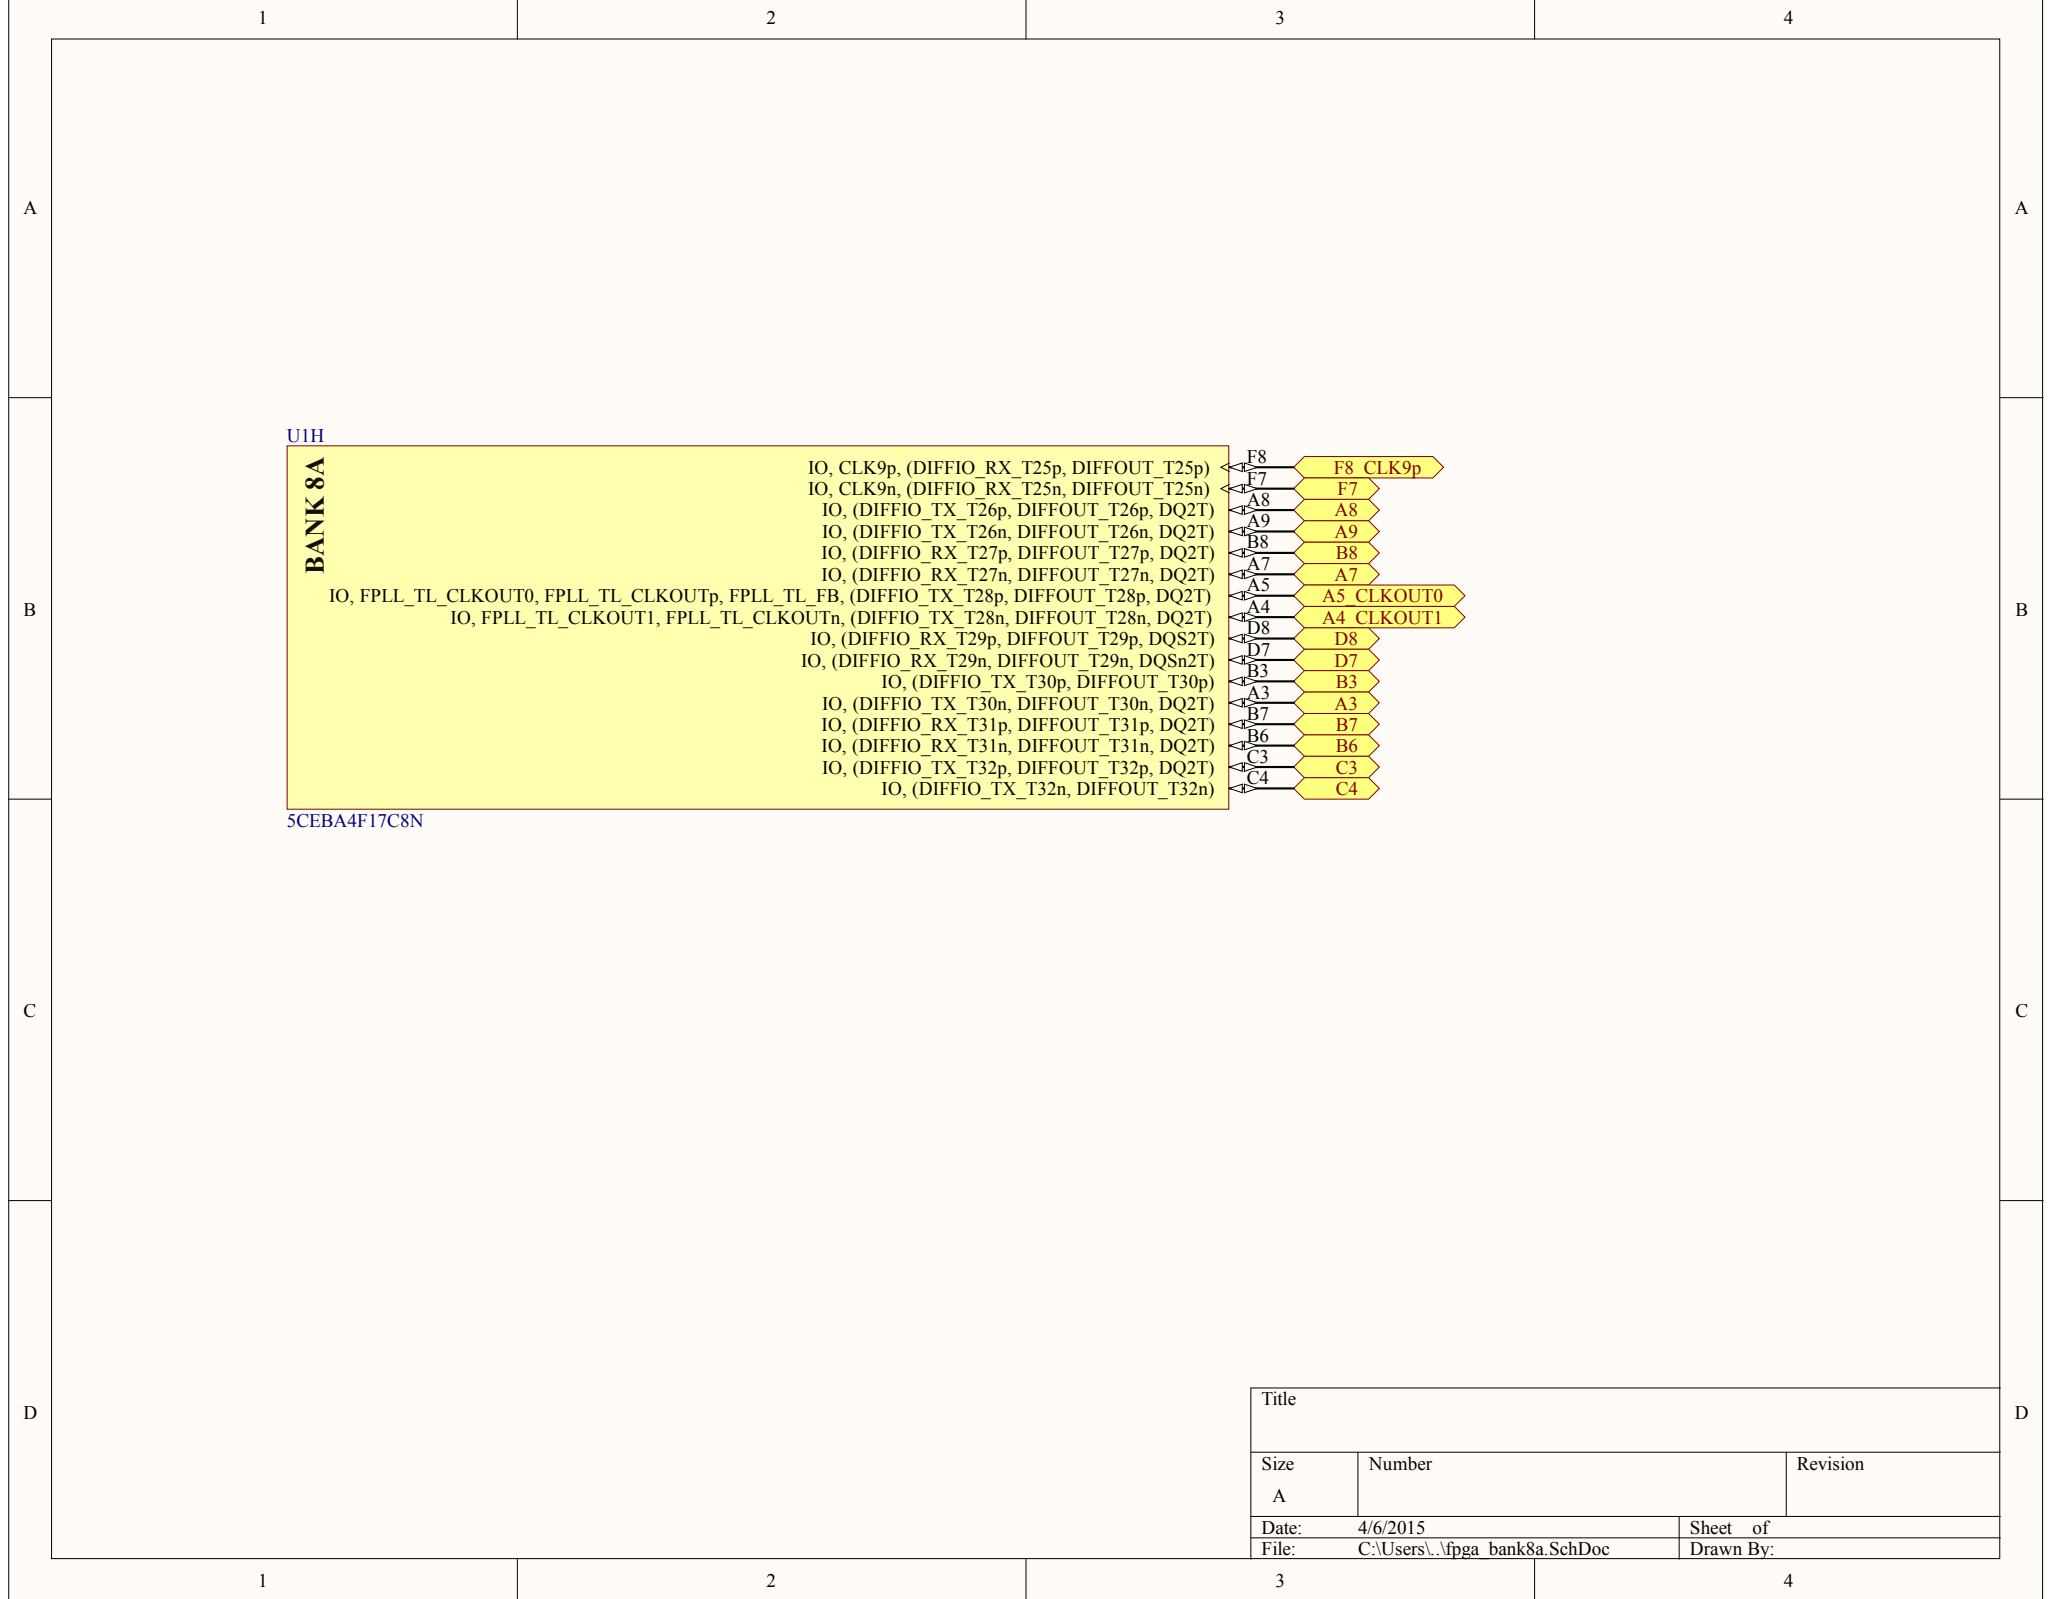 1 2 3 4
A A
U1H
BANK 8A
IO, CLK9p, (DIFFIO_RX_T25p, DIFFOUT_T25p) F8 F8_CLK9p
IO, CLK9n, (DIFFIO_RX_T25n, DIFFOUT_T25n) F7 F7
IO, (DIFFIO_TX_T26p, DIFFOUT_T26p, DQ2T) A8 A8
IO, (DIFFIO_TX_T26n, DIFFOUT_T26n, DQ2T) A9 A9
IO, (DIFFIO_RX_T27p, DIFFOUT_T27p, DQ2T) B8 B8
IO, (DIFFIO_RX_T27n, DIFFOUT_T27n, DQ2T) A7 A7
IO, FPLL_TL_CLKOUT0, FPLL_TL_CLKOUTp, FPLL_TL_FB, (DIFFIO_TX_T28p, DIFFOUT_T28p, DQ2T) A5 A5_CLKOUT0
B B
IO, FPLL_TL_CLKOUT1, FPLL_TL_CLKOUTn, (DIFFIO_TX_T28n, DIFFOUT_T28n, DQ2T) A4 A4_CLKOUT1
IO, (DIFFIO_RX_T29p, DIFFOUT_T29p, DQS2T) D8 D8
IO, (DIFFIO_RX_T29n, DIFFOUT_T29n, DQSn2T) D7 D7
IO, (DIFFIO_TX_T30p, DIFFOUT_T30p) B3 B3
IO, (DIFFIO_TX_T30n, DIFFOUT_T30n, DQ2T) A3 A3
IO, (DIFFIO_RX_T31p, DIFFOUT_T31p, DQ2T) B7 B7
IO, (DIFFIO_RX_T31n, DIFFOUT_T31n, DQ2T) B6 B6
IO, (DIFFIO_TX_T32p, DIFFOUT_T32p, DQ2T) C3 C3
IO, (DIFFIO_TX_T32n, DIFFOUT_T32n) C4 C4
5CEBA4F17C8N
C C
D D
Title
Size Number Revision
A
Date: 4/6/2015 Sheet of
File: C:\Users\..\fpga_bank8a.SchDoc Drawn By:
1 2 3 4